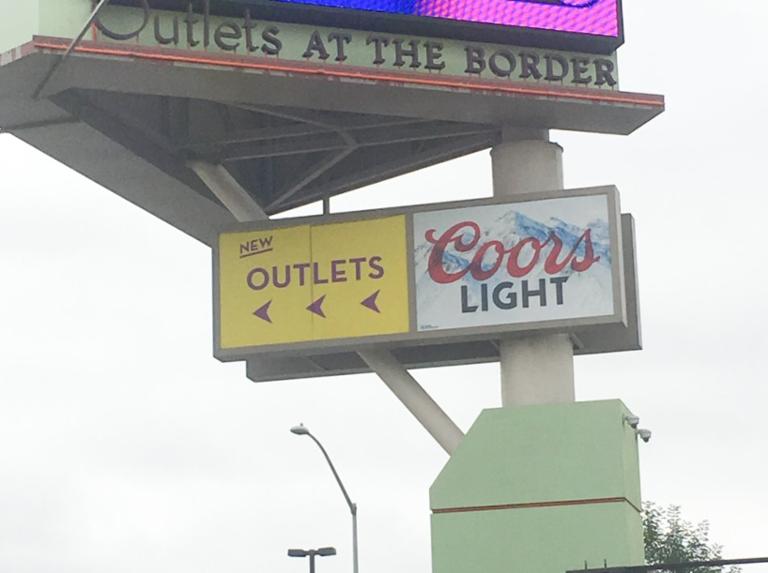 Outlets AT THE BORDER
NEW
OUTLETS
Coors
LIGHT